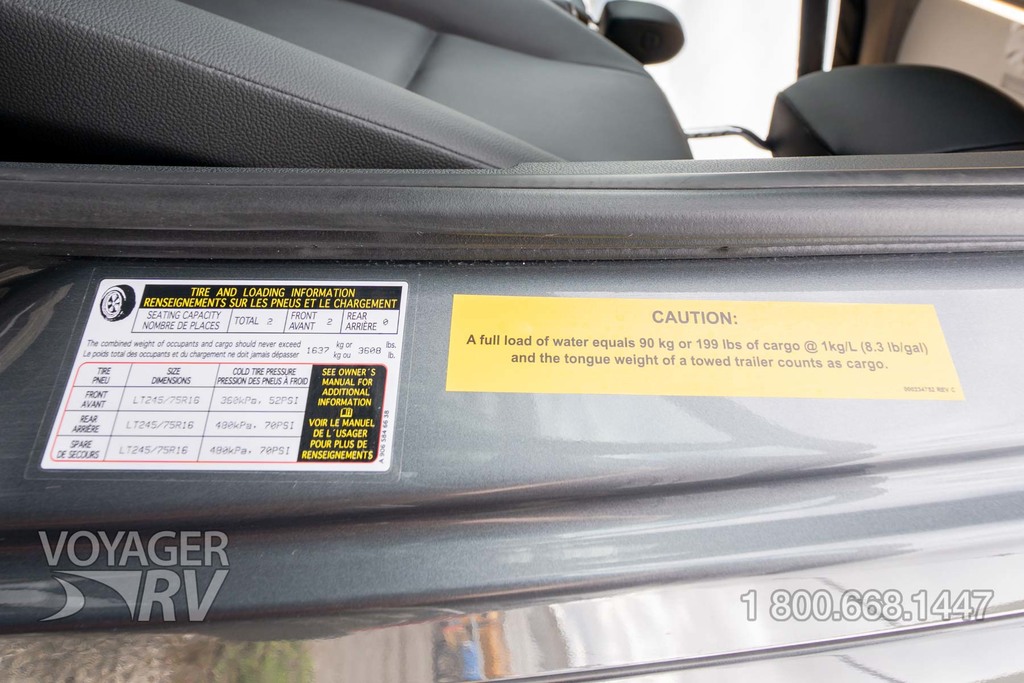 TIRE AND LOADING INFORMATION
RENSEIGNEMENTS SUR LES PNEUS ET LE CHARGEMENT
SEATING CAPACITY
NOMBRE DE PLACES
TOTAL 2
FRONT
AVANT 2
REAR
ARRIÈRE 0
The combined weight of occupants and cargo should never exceed 1637 kg or 3608 lbs.
Le poids total des occupants et du chargement ne doit jamais dépasser kg ou lb.
TIRE
PNEU
SIZE
DIMENSIONS
COLD TIRE PRESSURE
PRESSION DES PNEUS À FROID
FRONT
AVANT
LT245/75R16
360kPa, 52PSI
REAR
ARRIÈRE
LT245/75R16
480kPa, 70PSI
SPARE
DE SECOURS
LT245/75R16
480kPa, 70PSI
SEE OWNER'S
MANUAL FOR
ADDITIONAL
INFORMATION
VOIR LE MANUEL
DE L'USAGER
POUR PLUS DE
RENSEIGNEMENTS
A 906 584 66 38
CAUTION:
A full load of water equals 90 kg or 199 lbs of cargo @ 1kg/L (8.3 lb/gal)
and the tongue weight of a towed trailer counts as cargo.
REV C
VOYAGER
RV
1 800.668.1447